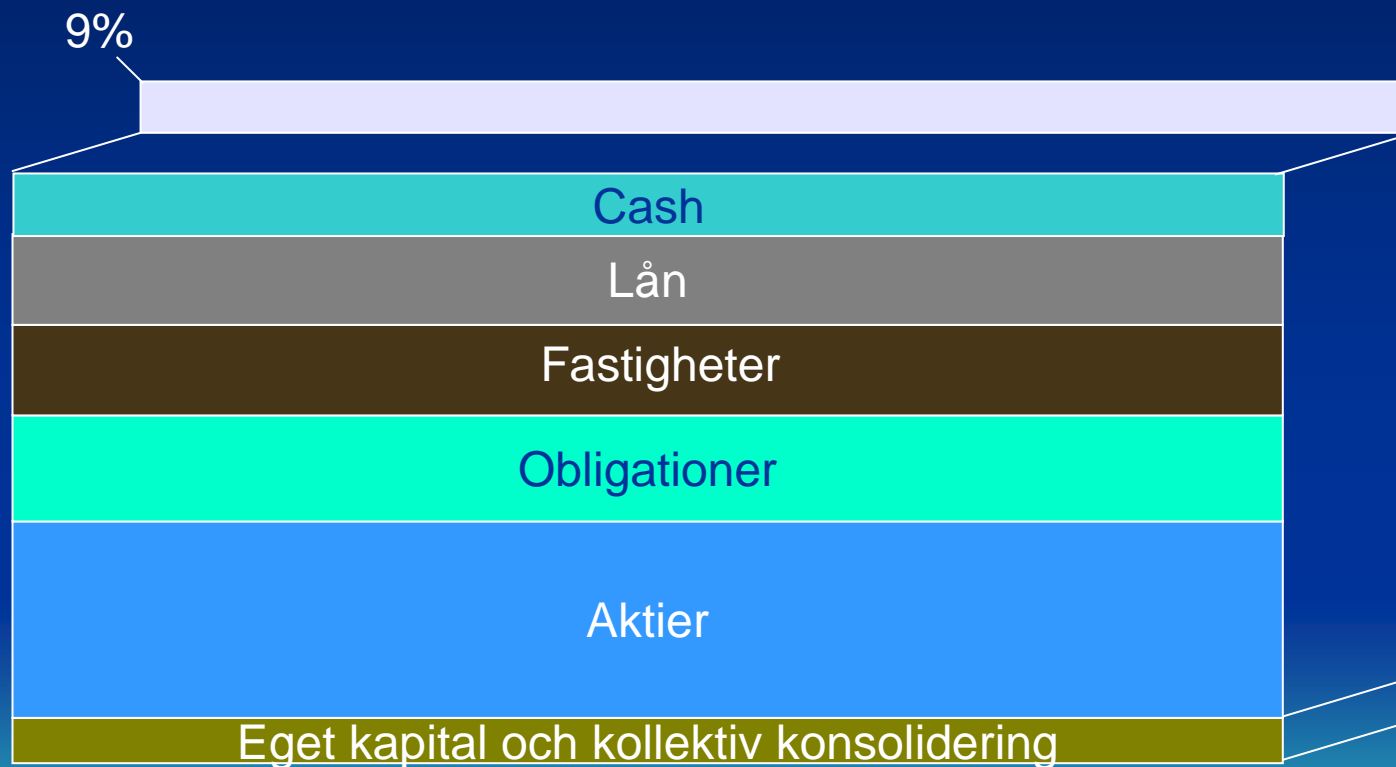 9%
Cash
Lån
Fastigheter
Obligationer
Aktier
Eget kapital och kollektiv konsolidering